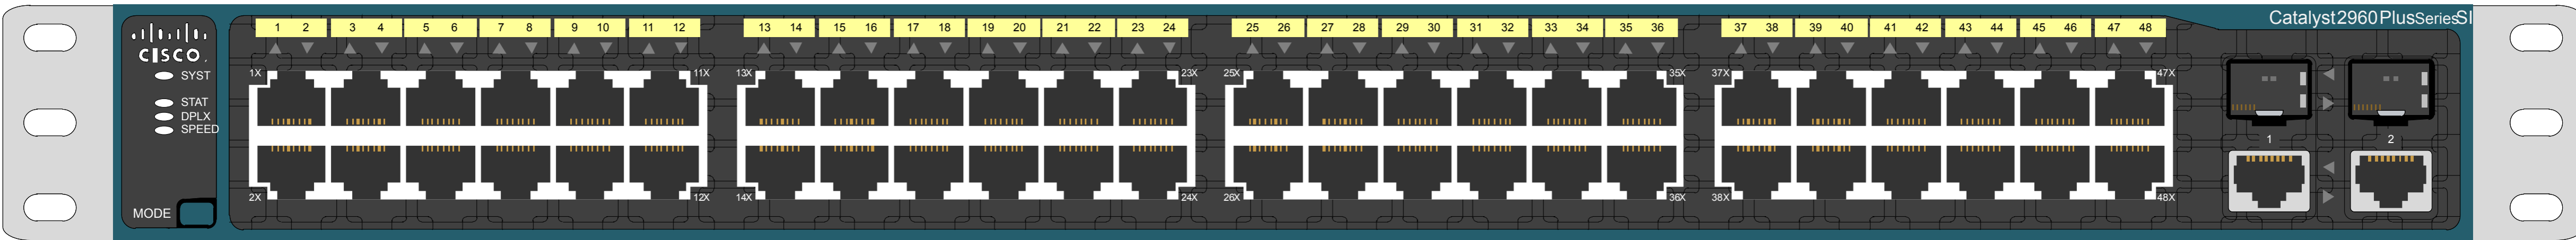 Catalyst2960PlusSeriesSI
1 2 3 4 5 6 7 8 9 10 11 12 13 14 15 16 17 18 19 20 21 22 23 24 25 26 27 28 29 30 31 32 33 34 35 36 37 38 39 40 41 42 43 44 45 46 47 48
CISCO.
1X 11X 13X 23X 25X 35X 37X 47X
SYST
STAT
DPLX
SPEED
1 2
2X 12X 14X 24X 26X 36X 38X 48X
MODE